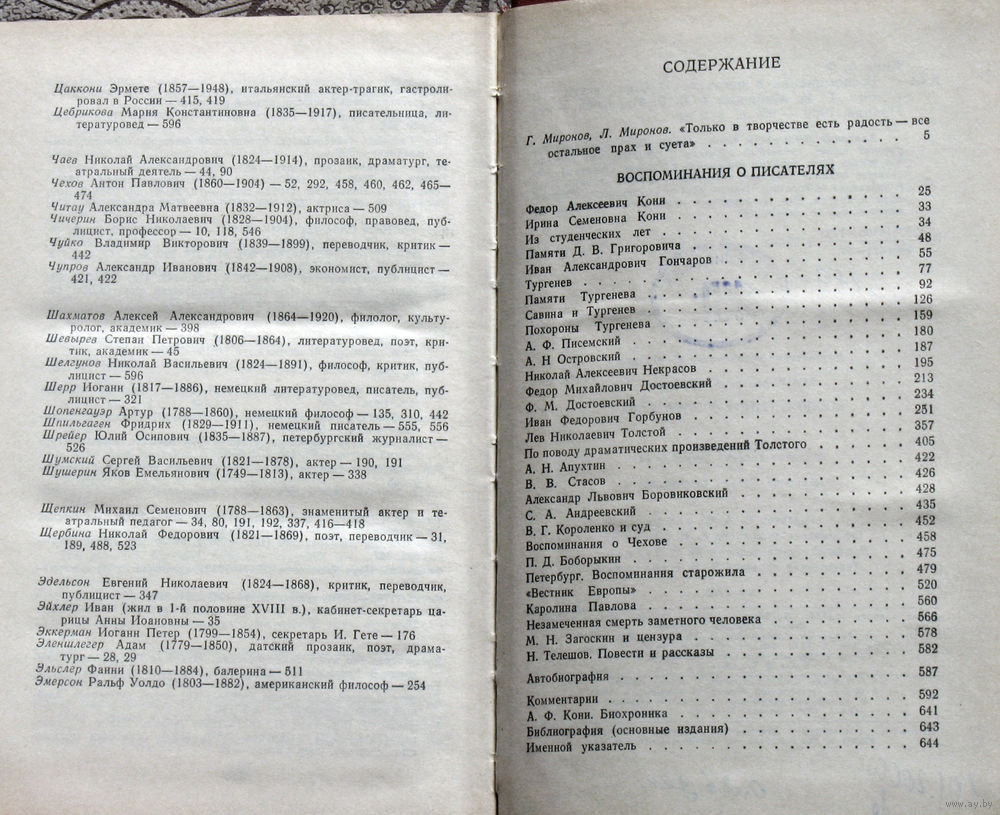 Цаккони Эрмете (1857—1948), итальянский актер-трагик, гастроли-
ровал в России — 415, 419
Цебрикова Мария Константиновна (1835—1917), писательница, ли-
тературовед — 596
Чаев Николай Александрович (1824—1914), прозаик, драматург, те-
атральный деятель — 44, 90
Чехов Антон Павлович (1860—1904) — 52, 292, 458, 460, 462, 465—
474
Читау Александра Матвеевна (1832—1912), актриса — 509
Чичерин Борис Николаевич (1828—1904), философ, правовед, пуб-
лицист, профессор — 10, 118, 546
Чуйко Владимир Викторович (1839—1899), переводчик, критик —
442
Чупров Александр Иванович (1842—1908), экономист, публицист —
421, 422
Шахматов Алексей Александрович (1864—1920), филолог, культу-
ролог, академик — 398
Шевырев Степан Петрович (1806—1864), литературовед, поэт, кри-
тик, академик — 45
Шелгунов Николай Васильевич (1824—1891), философ, критик, пуб-
лицист — 596
Шерр Иоганн (1817—1886), немецкий литературовед, писатель, пуб-
лицист — 321
Шопенгауэр Артур (1788—1860), немецкий философ — 135, 310, 442
Шпильгаген Фридрих (1829—1911), немецкий писатель — 555, 556
Шрейер Юлий Осипович (1835—1887), петербургский журналист —
526
Шумский Сергей Васильевич (1821—1878), актер — 190, 191
Шушерин Яков Емельянович (1749—1813), актер — 338
Щепкин Михаил Семенович (1788—1863), знаменитый актер и те-
атральный педагог — 34, 80, 191, 192, 337, 416—418
Щербина Николай Федорович (1821—1869), поэт, переводчик — 31,
189, 488, 523
Эдельсон Евгений Николаевич (1824—1868), критик, переводчик,
публицист — 347
Эйхлер Иван (жил в 1-й половине XVIII в.), кабинет-секретарь ца-
рицы Анны Иоановны — 35
Эккерман Иоганн Петер (1799—1854), секретарь И. Гете — 176
Эленшлегер Адам (1779—1850), датский прозаик, поэт, драма-
тург — 28, 29
Эльслер Фанни (1810—1884), балерина — 511
Эмерсон Ральф Уолдо (1803—1882), американский философ — 254
СОДЕРЖАНИЕ
Г. Миронов, Л. Миронов. «Только в творчестве есть радость — все
остальное прах и суета» . . . 5
ВОСПОМИНАНИЯ О ПИСАТЕЛЯХ
Федор Алексеевич Кони . . . 25
Ирина Семеновна Кони . . . 33
Из студенческих лет . . . 34
Памяти Д. В. Григоровича . . . 48
Иван Александрович Гончаров . . . 55
Тургенев . . . 77
Памяти Тургенева . . . 92
Савина и Тургенев . . . 126
Похороны Тургенева . . . 159
А. Ф. Писемский . . . 180
А. Н Островский . . . 187
Николай Алексеевич Некрасов . . . 195
Федор Михайлович Достоевский . . . 213
Ф. М. Достоевский . . . 234
Иван Федорович Горбунов . . . 251
Лев Николаевич Толстой . . . 357
По поводу драматических произведений Толстого . . . 405
А. Н. Апухтин . . . 422
В. В. Стасов . . . 426
Александр Львович Боровиковский . . . 428
С. А. Андреевский . . . 435
В. Г. Короленко и суд . . . 452
Воспоминания о Чехове . . . 458
П. Д. Боборыкин . . . 475
Петербург. Воспоминания старожила . . . 479
«Вестник Европы» . . . 520
Каролина Павлова . . . 560
Незамеченная смерть заметного человека . . . 566
М. Н. Загоскин и цензура . . . 578
Н. Телешов. Повести и рассказы . . . 582
Автобиография . . . 587
Комментарии . . . 592
А. Ф. Кони. Биохроника . . . 641
Библиография (основные издания) . . . 643
Именной указатель . . . 644
www.ay.by